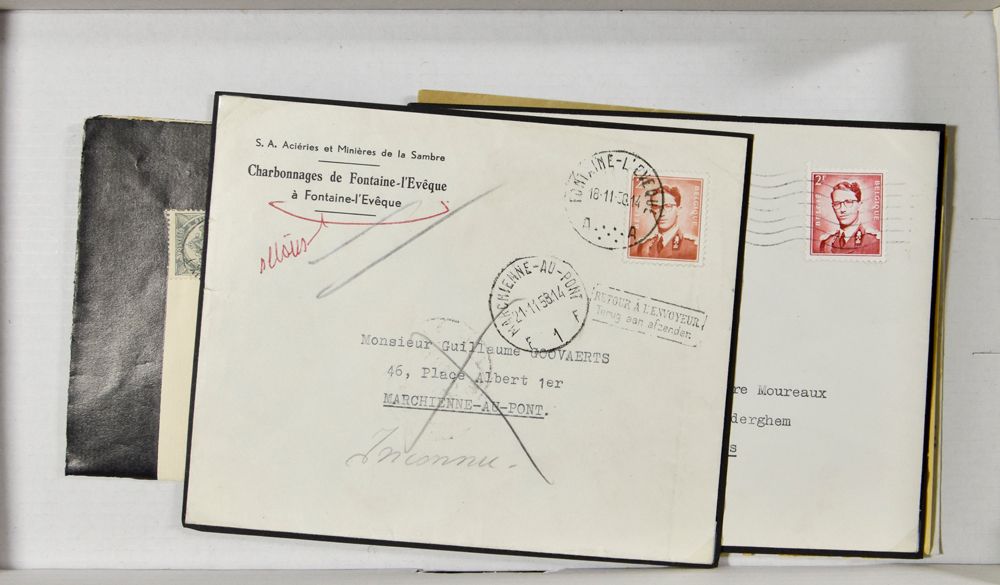 S. A. Aciéries et Minières de la Sambre
Charbonnages de Fontaine-l'Evêque
à Fontaine-l'Evêque
FONTAINE-L'EVEQUE
18-11-58.14
A....A
MARCHIENNE-AU-PONT
21-11-58.14
F 1 F
RETOUR A L'ENVOYEUR
Terug aan afzender
Monsieur Guillaume GOOVAERTS
46, Place Albert 1er
MARCHIENNE-AU-PONT.
Inconnu.
2F
BELGIE
BELGIQUE
re Moureaux
derghem
s